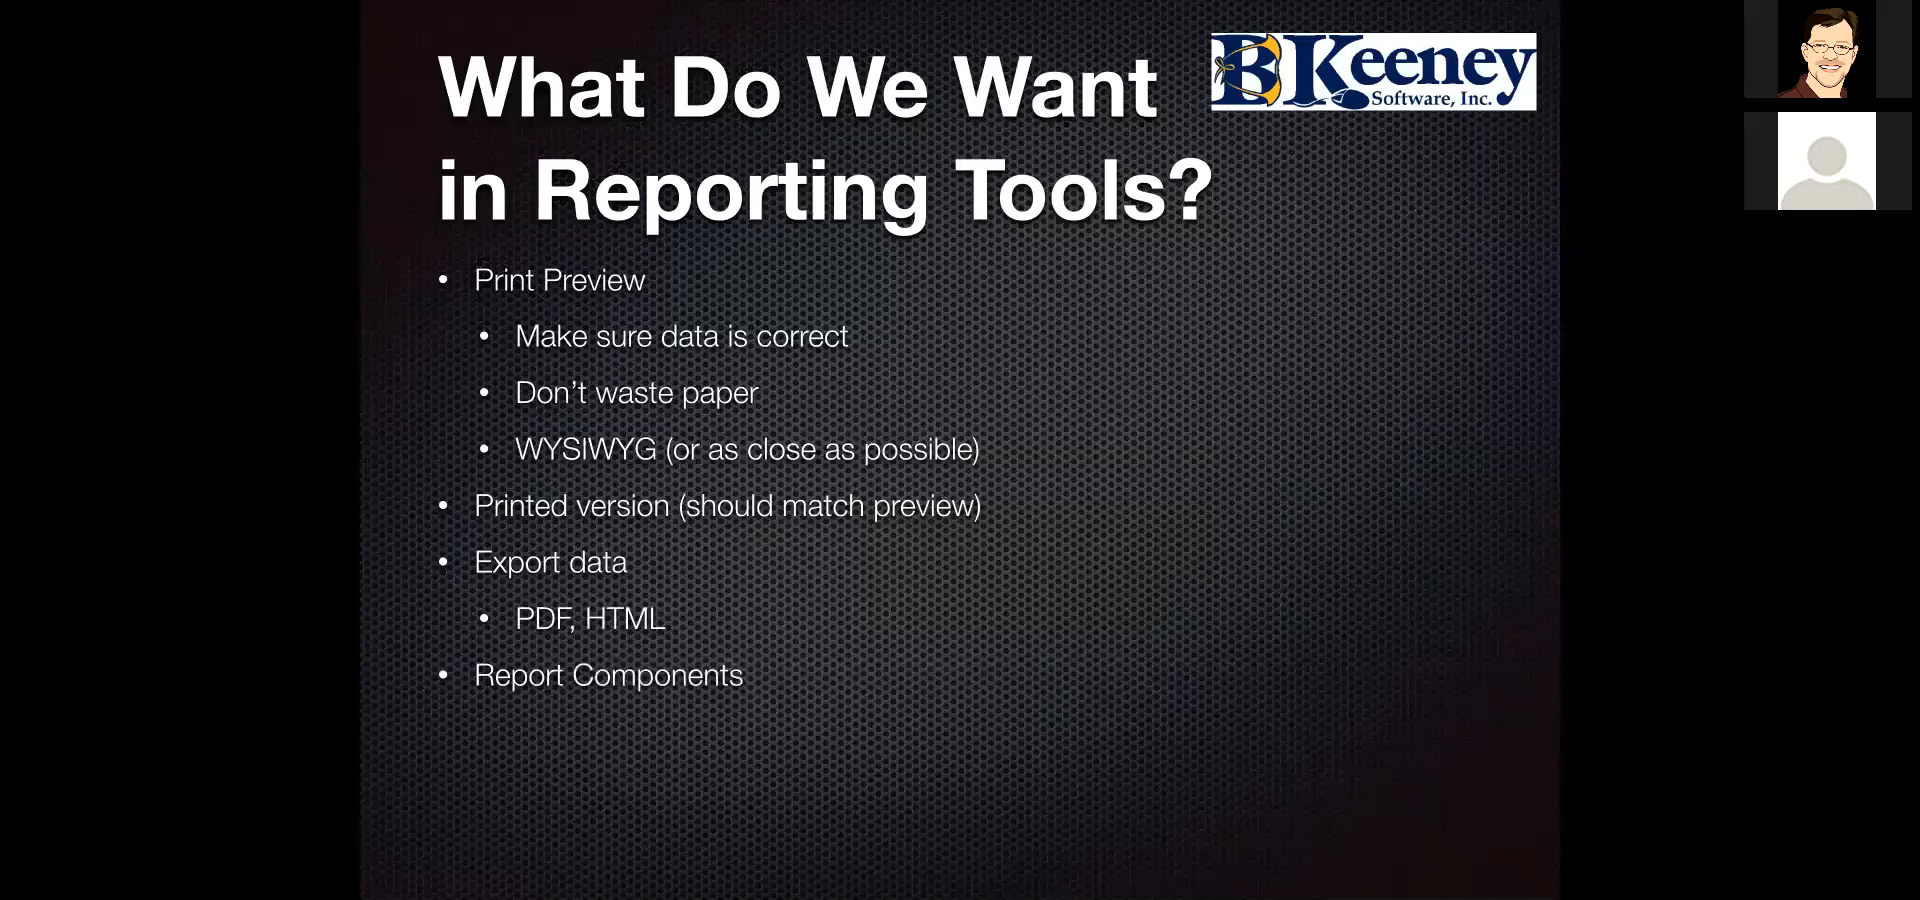 What Do We Want
in Reporting Tools?
BKeeney
Software, Inc.
• Print Preview
• Make sure data is correct
• Don’t waste paper
• WYSIWYG (or as close as possible)
• Printed version (should match preview)
• Export data
• PDF, HTML
• Report Components